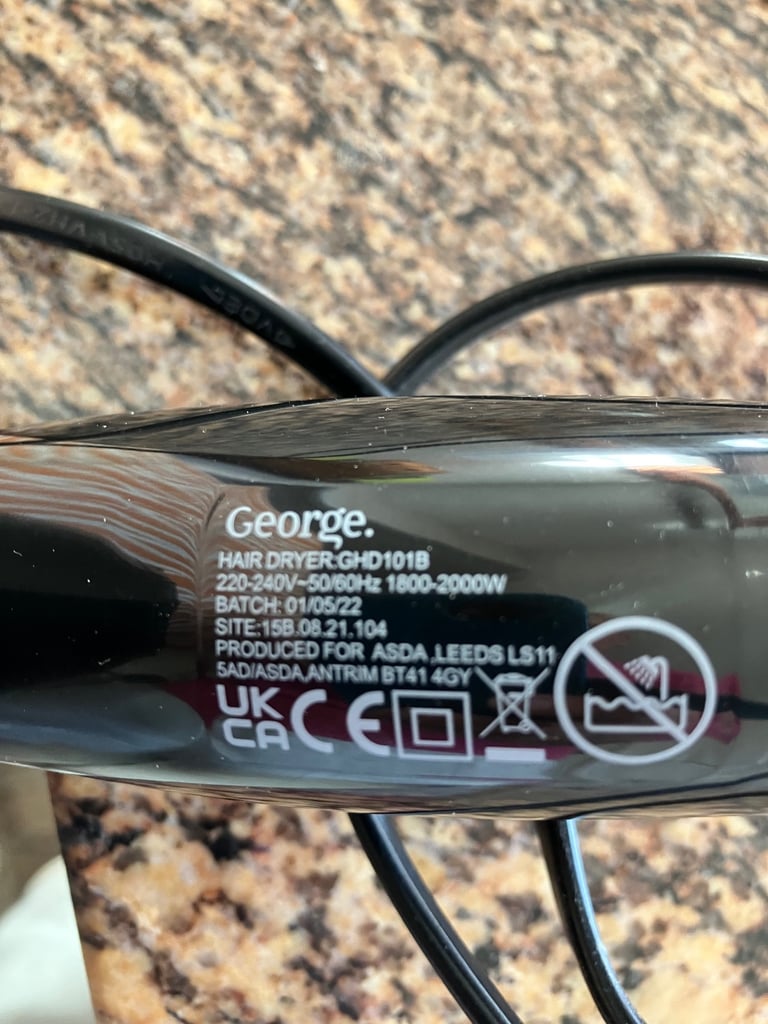 George.
HAIR DRYER:GHD101B
220-240V~50/60Hz 1800-2000W
BATCH: 01/05/22
SITE:15B.08.21.104
PRODUCED FOR ASDA ,LEEDS LS11
5AD/ASDA,ANTRIM BT41 4GY
UK
CA CE